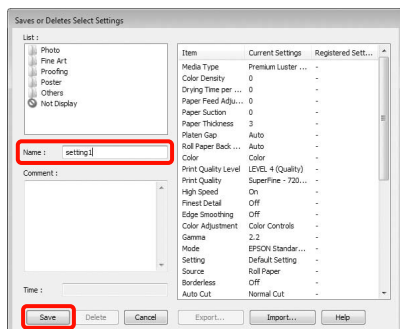 Saves or Deletes Select Settings
List :
Photo
Fine Art
Proofing
Poster
Others
Not Display
Name : setting1
Comment :
Time :
Item Current Settings Registered Sett...
Media Type Premium Luster ... -
Color Density 0 -
Drying Time per ... 0 -
Paper Feed Adju... 0 -
Paper Suction 0 -
Paper Thickness 3 -
Platen Gap Auto -
Roll Paper Back ... Auto -
Color Color -
Print Quality Level LEVEL 4 (Quality) -
Print Quality SuperFine - 720... -
High Speed On -
Finest Detail Off -
Edge Smoothing Off -
Color Adjustment Color Controls -
Gamma 2.2 -
Mode EPSON Standar... -
Setting Default Setting -
Source Roll Paper -
Borderless Off -
Auto Cut Normal Cut -
Save Delete Cancel Export... Import... Help